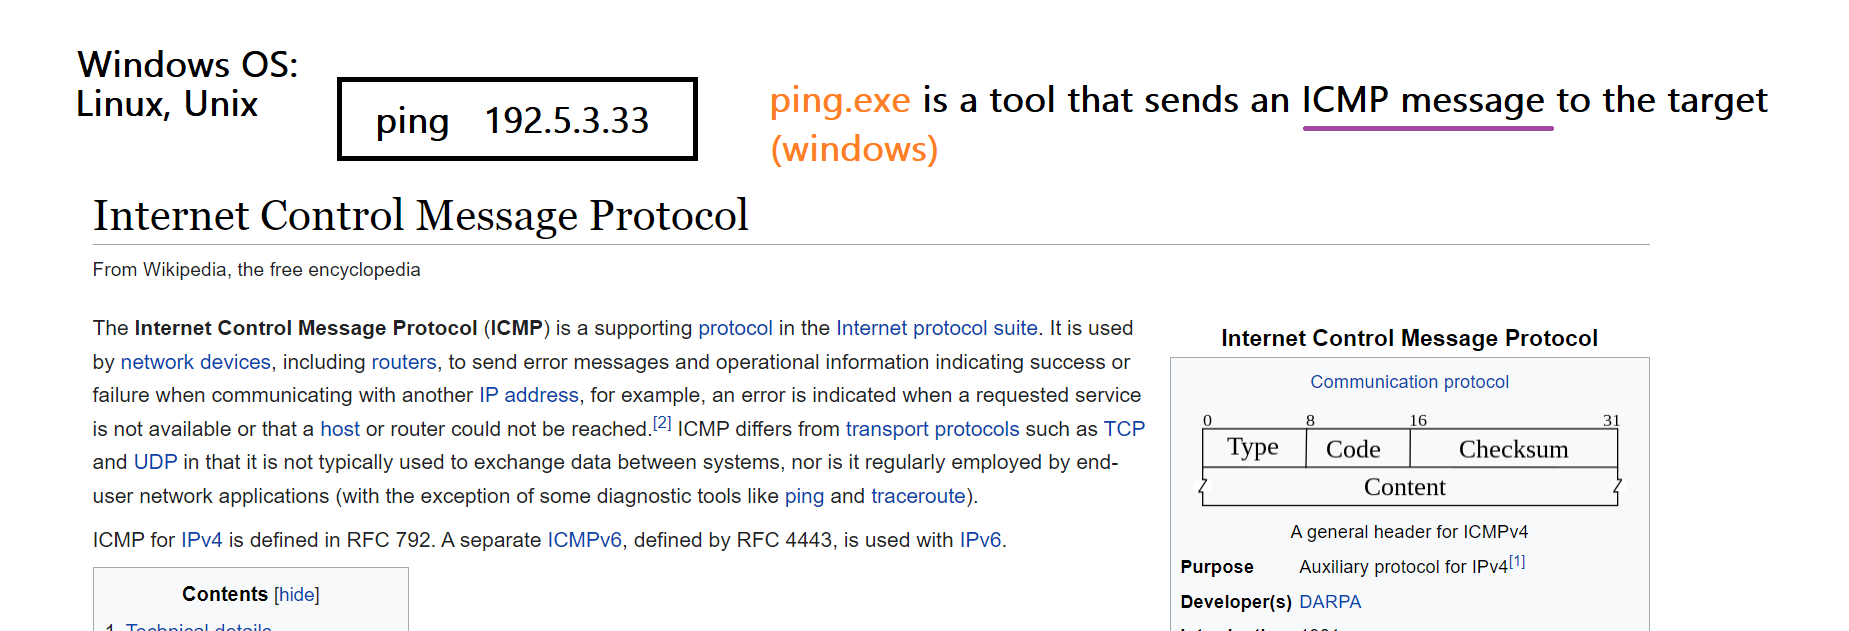 Windows OS:
Linux, Unix
ping 192.5.3.33
ping.exe is a tool that sends an ICMP message to the target
(windows)
Internet Control Message Protocol
From Wikipedia, the free encyclopedia
The Internet Control Message Protocol (ICMP) is a supporting protocol in the Internet protocol suite. It is used
by network devices, including routers, to send error messages and operational information indicating success or
failure when communicating with another IP address, for example, an error is indicated when a requested service
is not available or that a host or router could not be reached.[2] ICMP differs from transport protocols such as TCP
and UDP in that it is not typically used to exchange data between systems, nor is it regularly employed by end-
user network applications (with the exception of some diagnostic tools like ping and traceroute).
ICMP for IPv4 is defined in RFC 792. A separate ICMPv6, defined by RFC 4443, is used with IPv6.
Contents [hide]
1 Technical details
Internet Control Message Protocol
Communication protocol
0 8 16 31
Type Code Checksum
Content
A general header for ICMPv4
Purpose Auxiliary protocol for IPv4[1]
Developer(s) DARPA